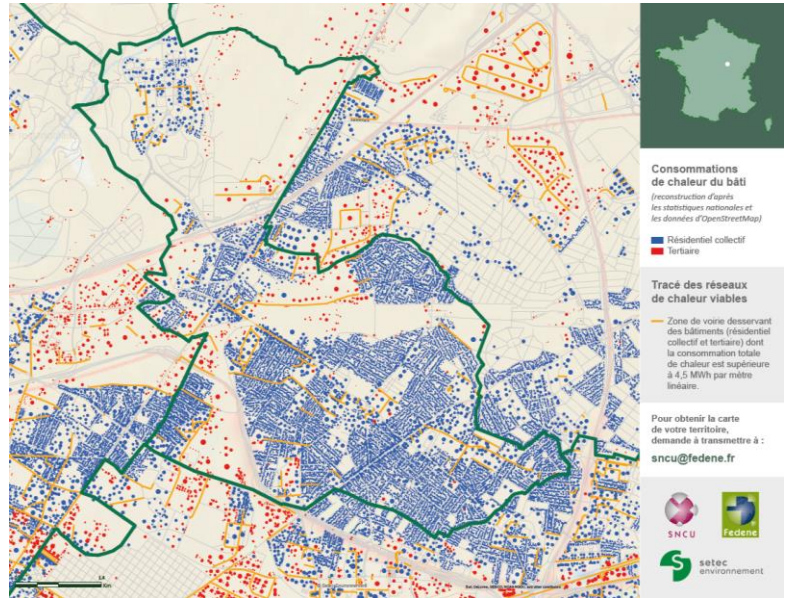 Consommations
de chaleur du bâti
(reconstruction d'après
les statistiques nationales et
les données d'OpenStreetMap)
Résidentiel collectif
Tertiaire
Tracé des réseaux
de chaleur viables
Zone de voirie desservant
des bâtiments (résidentiel
collectif et tertiaire) dont
la consommation totale
de chaleur est supérieure
à 4,5 MWh par mètre
linéaire.
Pour obtenir la carte
de votre territoire,
demande à transmettre à :
sncu@fedene.fr
SNCU
Fedene
setec
environnement
Km